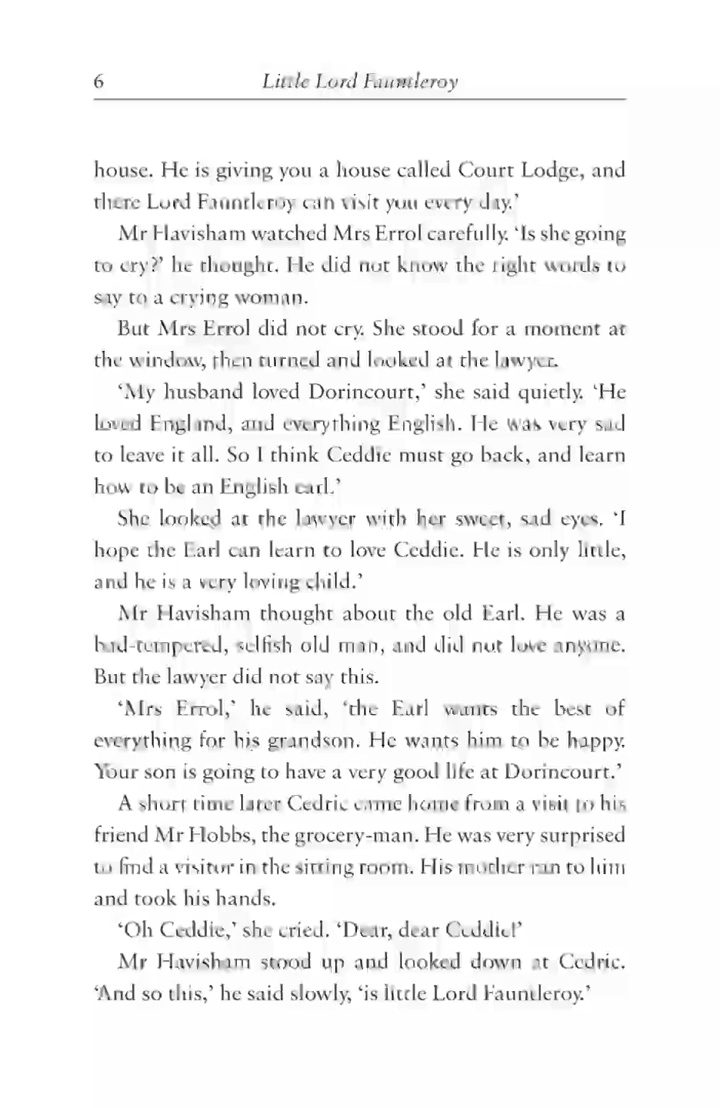 6 Little Lord Fauntleroy
house. He is giving you a house called Court Lodge, and
there Lord Fauntleroy can visit you every day.’
Mr Havisham watched Mrs Errol carefully. ‘Is she going
to cry?’ he thought. He did not know the right words to
say to a crying woman.
But Mrs Errol did not cry. She stood for a moment at
the window, then turned and looked at the lawyer.
‘My husband loved Dorincourt,’ she said quietly. ‘He
loved England, and everything English. He was very sad
to leave it all. So I think Ceddie must go back, and learn
how to be an English earl.’
She looked at the lawyer with her sweet, sad eyes. ‘I
hope the Earl can learn to love Ceddie. He is only little,
and he is a very loving child.’
Mr Havisham thought about the old Earl. He was a
bad-tempered, selfish old man, and did not love anyone.
But the lawyer did not say this.
‘Mrs Errol,’ he said, ‘the Earl wants the best of
everything for his grandson. He wants him to be happy.
Your son is going to have a very good life at Dorincourt.’
A short time later Cedric came home from a visit to his
friend Mr Hobbs, the grocery-man. He was very surprised
to find a visitor in the sitting room. His mother ran to him
and took his hands.
‘Oh Ceddie,’ she cried. ‘Dear, dear Ceddie!’
Mr Havisham stood up and looked down at Cedric.
‘And so this,’ he said slowly, ‘is little Lord Fauntleroy.’